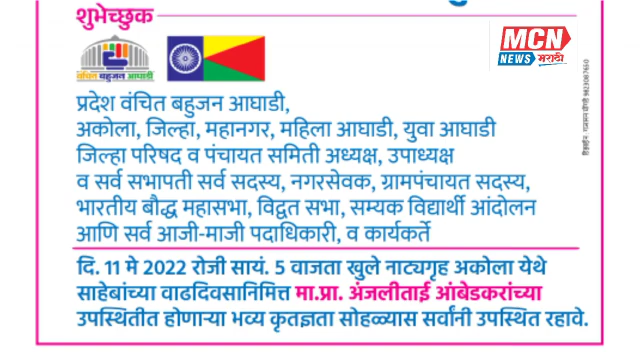 शुभेच्छुक
MCN
NEWS मराठी
वंचित बहुजन आघाडी
प्रदेश वंचित बहुजन आघाडी,
अकोला, जिल्हा, महानगर, महिला आघाडी, युवा आघाडी
जिल्हा परिषद व पंचायत समिती अध्यक्ष, उपाध्यक्ष
व सर्व सभापती सर्व सदस्य, नगरसेवक, ग्रामपंचायत सदस्य,
भारतीय बौद्ध महासभा, विद्वत सभा, सम्यक विद्यार्थी आंदोलन
आणि सर्व आजी-माजी पदाधिकारी, व कार्यकर्ते
दि. 11 मे 2022 रोजी सायं. 5 वाजता खुले नाट्यगृह अकोला येथे
साहेबांच्या वाढदिवसानिमित्त मा.प्रा. अंजलीताई आंबेडकरांच्या
उपस्थितीत होणाऱ्या भव्य कृतज्ञता सोहळ्यास सर्वांनी उपस्थित रहावे.